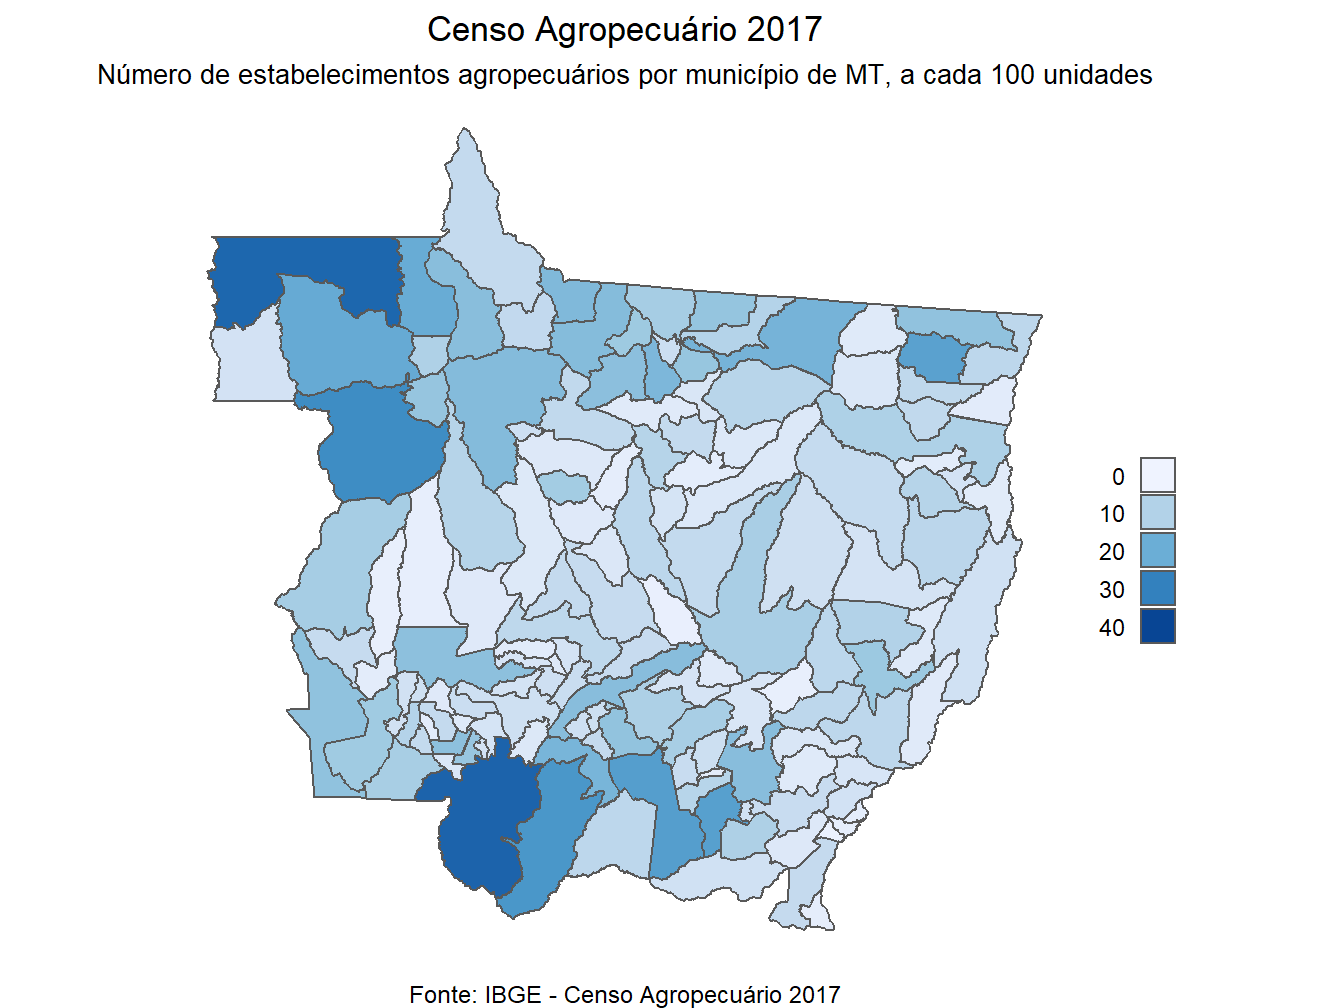 Censo Agropecuário 2017
Número de estabelecimentos agropecuários por município de MT, a cada 100 unidades
0
10
20
30
40
Fonte: IBGE - Censo Agropecuário 2017